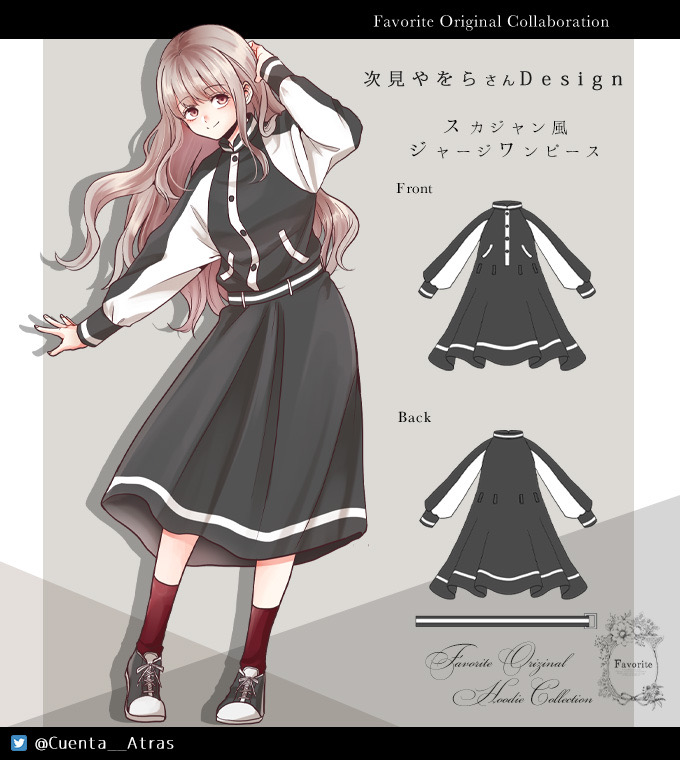 Favorite Original Collaboration
次見やをらさんDesign
スカジャン風
ジャージワンピース
Front
Back
Favorite Orizinal
Hoodie Collection
Favorite
@Cuenta__Atras